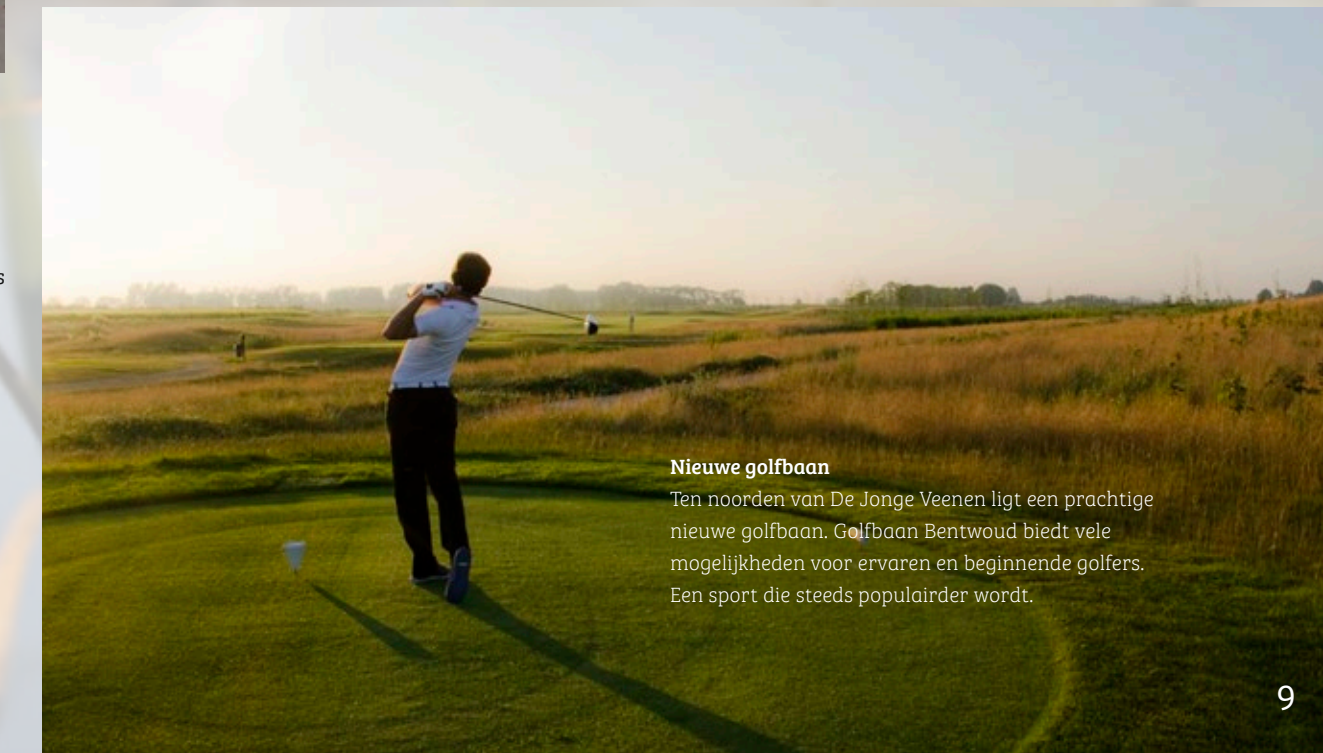 s
Nieuwe golfbaan
Ten noorden van De Jonge Veenen ligt een prachtige
nieuwe golfbaan. Golfbaan Bentwoud biedt vele
mogelijkheden voor ervaren en beginnende golfers.
Een sport die steeds populairder wordt.
9